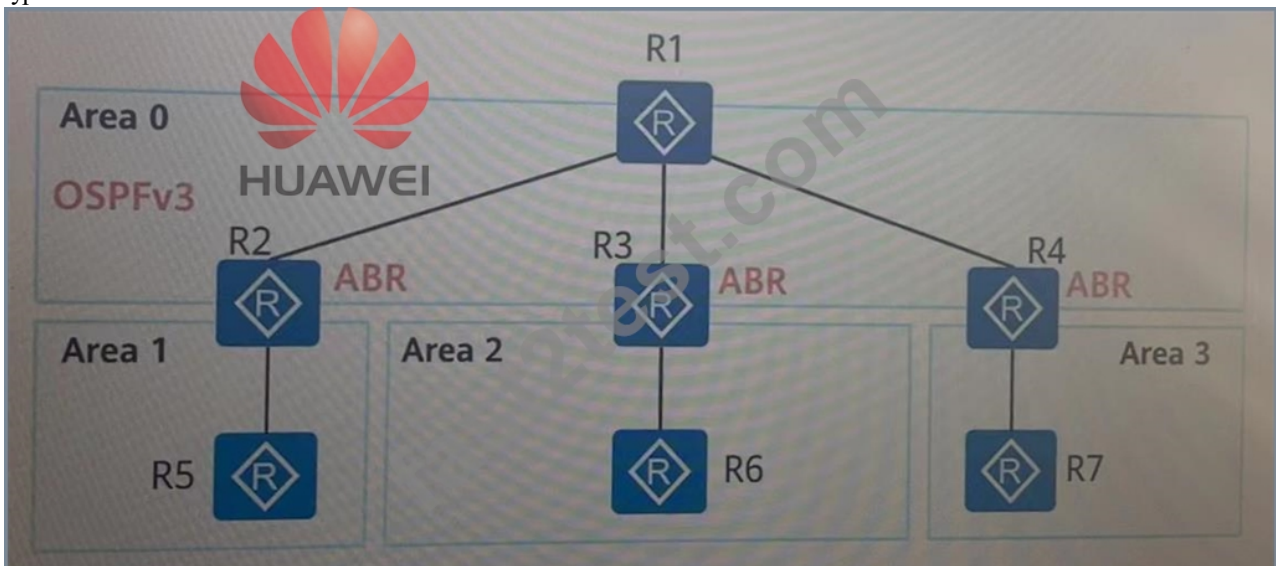 R1
Area 0
HUAWEI
OSPFv3
R2
ABR
R3
ABR
R4
ABR
Area 1
Area 2
Area 3
R5
R6
R7